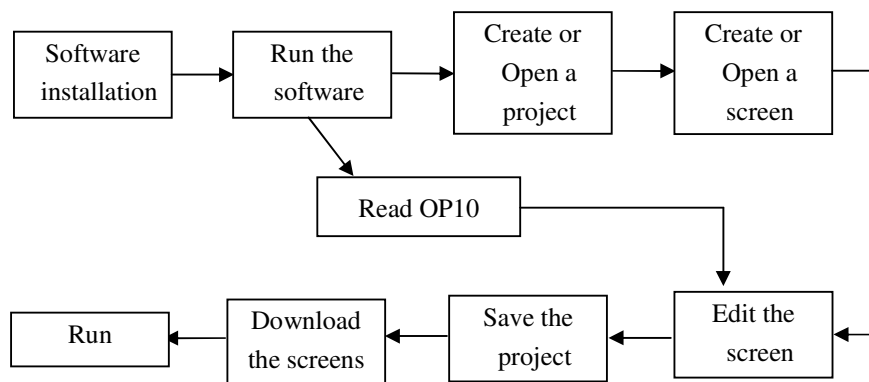 Software
installation
Run the
software
Create or
Open a
project
Create or
Open a
screen
Read OP10
Edit the
screen
Save the
project
Download
the screens
Run